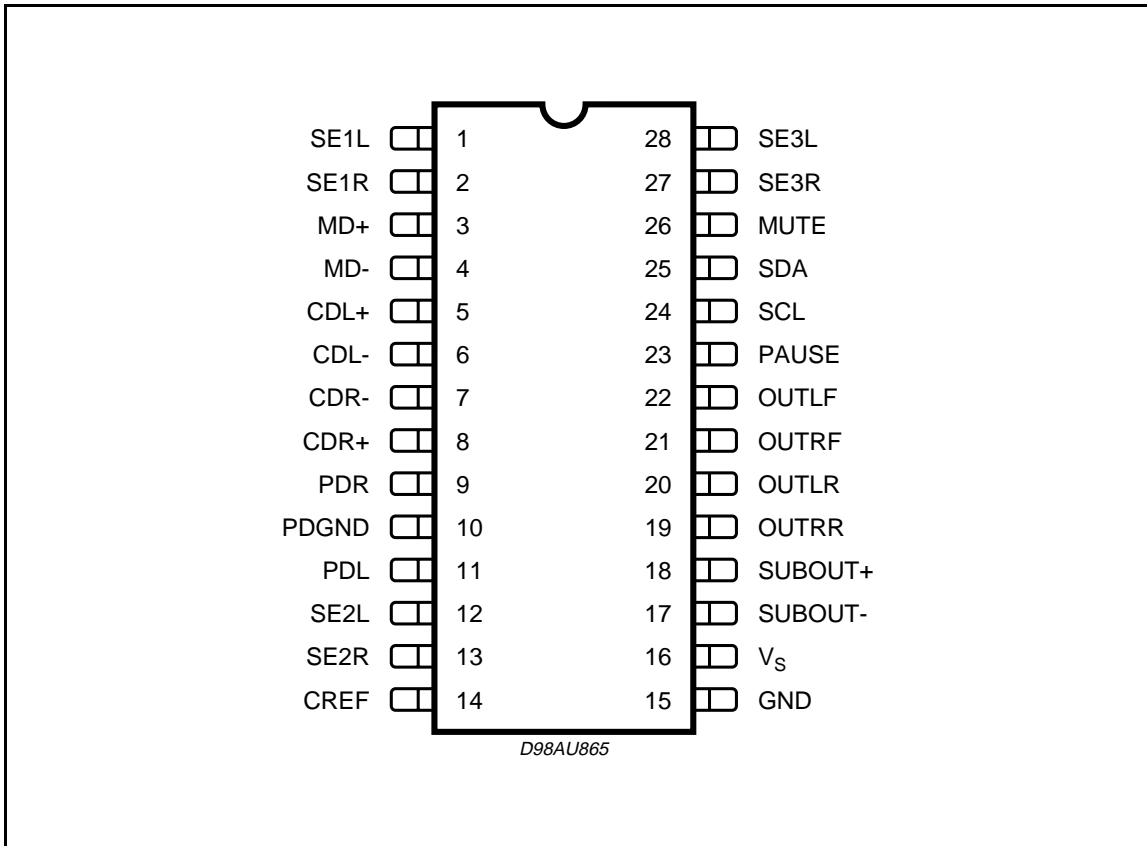 SE1L 1 28 SE3L
SE1R 2 27 SE3R
MD+ 3 26 MUTE
MD- 4 25 SDA
CDL+ 5 24 SCL
CDL- 6 23 PAUSE
CDR- 7 22 OUTLF
CDR+ 8 21 OUTRF
PDR 9 20 OUTLR
PDGND 10 19 OUTRR
PDL 11 18 SUBOUT+
SE2L 12 17 SUBOUT-
SE2R 13 16 VS
CREF 14 15 GND
D98AU865